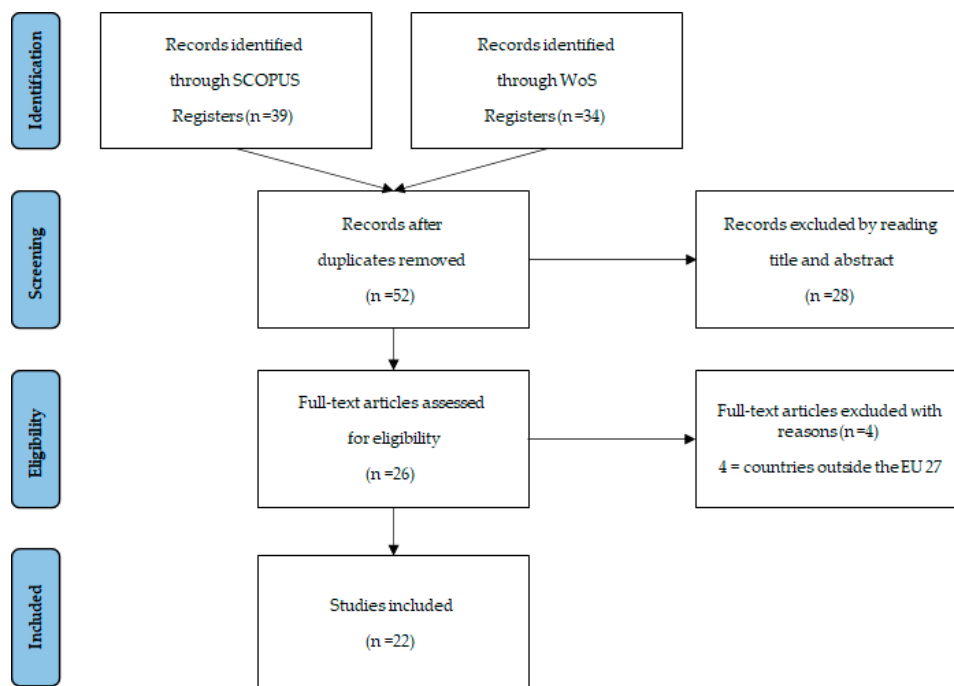 Identification
Records identified
through SCOPUS
Registers (n =39)
Records identified
through WoS
Registers (n =34)
Screening
Records after
duplicates removed
(n =52)
Records excluded by reading
title and abstract
(n =28)
Eligibility
Full-text articles assessed
for eligibility
(n =26)
Full-text articles excluded with
reasons (n =4)
4 = countries outside the EU 27
Included
Studies included
(n =22)